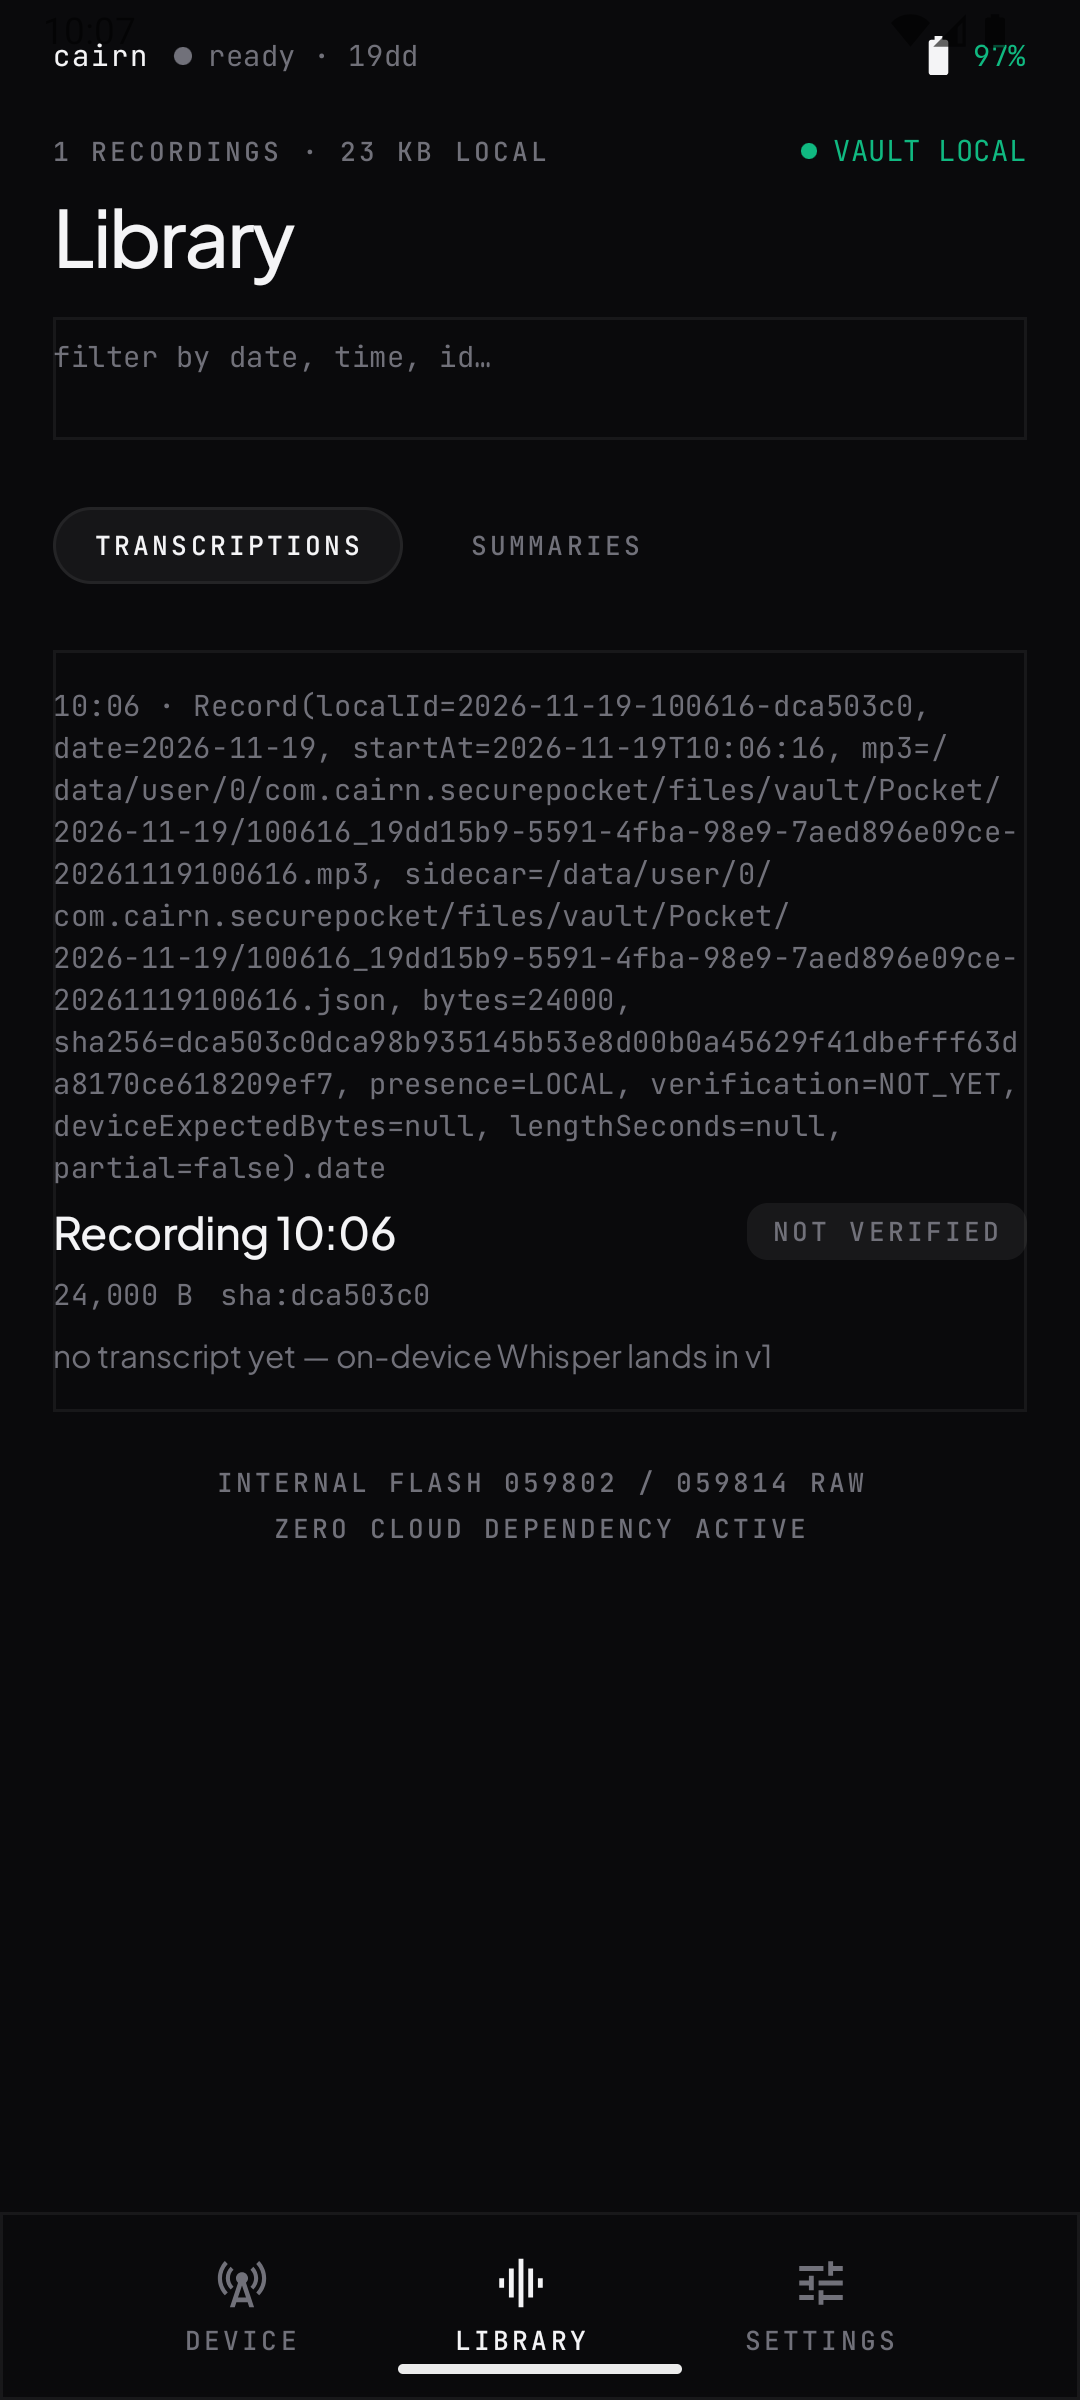 10:07
cairn ready · 19dd 97%
1 RECORDINGS · 23 KB LOCAL VAULT LOCAL
Library
filter by date, time, id…
TRANSCRIPTIONS SUMMARIES
10:06 · Record(localId=2026-11-19-100616-dca503c0,
date=2026-11-19, startAt=2026-11-19T10:06:16, mp3=/
data/user/0/com.cairn.securepocket/files/vault/Pocket/
2026-11-19/100616_19dd15b9-5591-4fba-98e9-7aed896e09ce-
20261119100616.mp3, sidecar=/data/user/0/
com.cairn.securepocket/files/vault/Pocket/
2026-11-19/100616_19dd15b9-5591-4fba-98e9-7aed896e09ce-
20261119100616.json, bytes=24000,
sha256=dca503c0dca98b935145b53e8d00b0a45629f41dbefff63d
a8170ce618209ef7, presence=LOCAL, verification=NOT_YET,
deviceExpectedBytes=null, lengthSeconds=null,
partial=false).date
Recording 10:06 NOT VERIFIED
24,000 B sha:dca503c0
no transcript yet — on-device Whisper lands in v1
INTERNAL FLASH 059802 / 059814 RAW
ZERO CLOUD DEPENDENCY ACTIVE
DEVICE LIBRARY SETTINGS